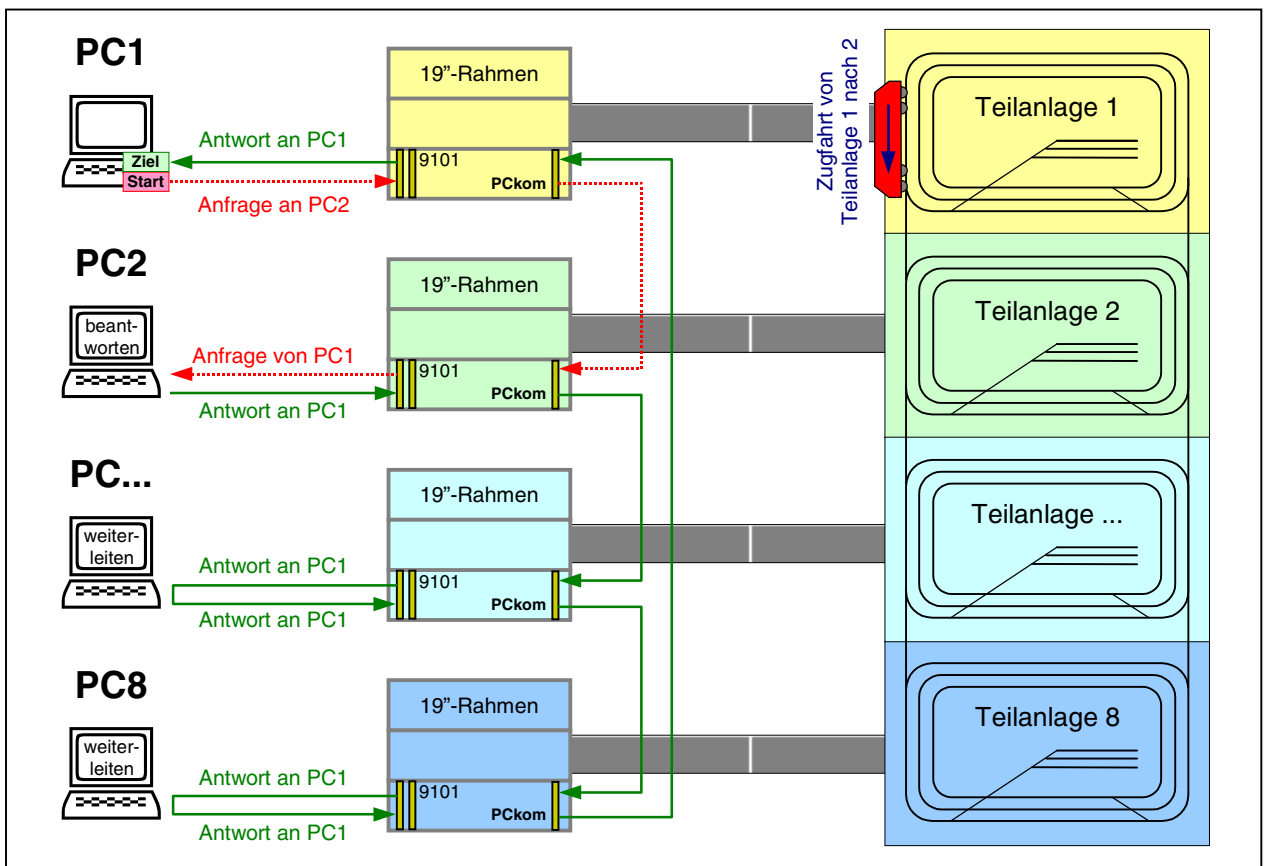 PC1
19”-Rahmen
Zugfahrt von
Teilanlage 1 nach 2
Teilanlage 1
Antwort an PC1
Ziel
Start
9101
PCkom
Anfrage an PC2
PC2
19”-Rahmen
Teilanlage 2
beant-
worten
Anfrage von PC1
9101
PCkom
Antwort an PC1
PC...
19”-Rahmen
Teilanlage ...
weiter-
leiten
Antwort an PC1
9101
PCkom
Antwort an PC1
PC8
19”-Rahmen
Teilanlage 8
weiter-
leiten
Antwort an PC1
9101
PCkom
Antwort an PC1